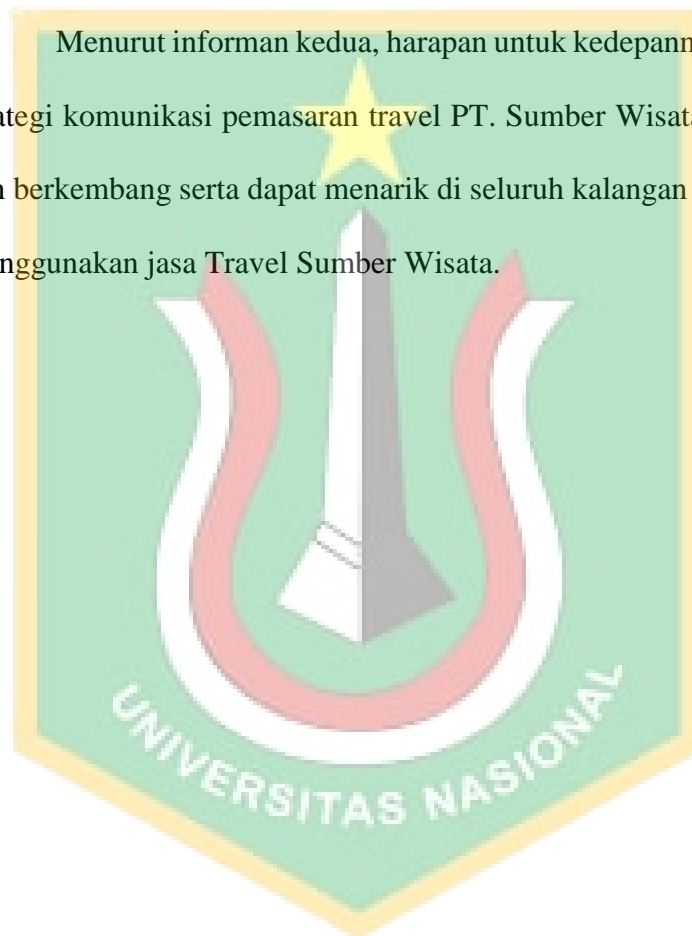 Menurut informan kedua, harapan untuk kedepann
tegi komunikasi pemasaran travel PT. Sumber Wisata
berkembang serta dapat menarik di seluruh kalangan
nggunakan jasa Travel Sumber Wisata.
UNIVERSITAS NASIONAL